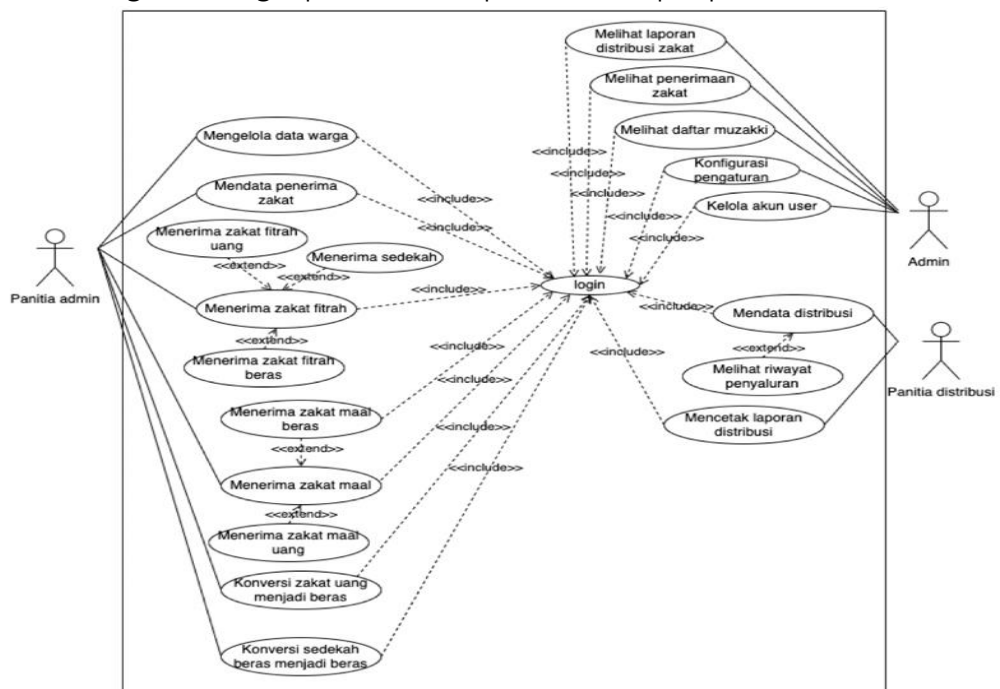 Melihat laporan
distribusi zakat
Melihat penerimaan
zakat
Mengelola data warga
Melihat daftar muzakki
<<include>>
Konfigurasi
pengaturan
<<include>>
Mendata penerima
zakat
<<include>>
<<include>>
Kelola akun user
<<include>>
<<include>>
Menerima zakat fitrah
uang
<<include>>
Menerima sedekah
<<extend>>
<<extend>>
Admin
login
Panitia admin
<<include>>
Menerima zakat fitrah
<<include>>
Mendata distribusi
<<extend>>
<<include>>
<<include>>
<<extend>>
Menerima zakat fitrah
beras
Melihat riwayat
penyaluran
<<include>>
Panitia distribusi
Menerima zakat maal
beras
Mencetak laporan
distribusi
<<include>>
<<extend>>
<<include>>
Menerima zakat maal
<<extend>>
Menerima zakat maal
uang
Konversi zakat uang
menjadi beras
Konversi sedekah
beras menjadi beras